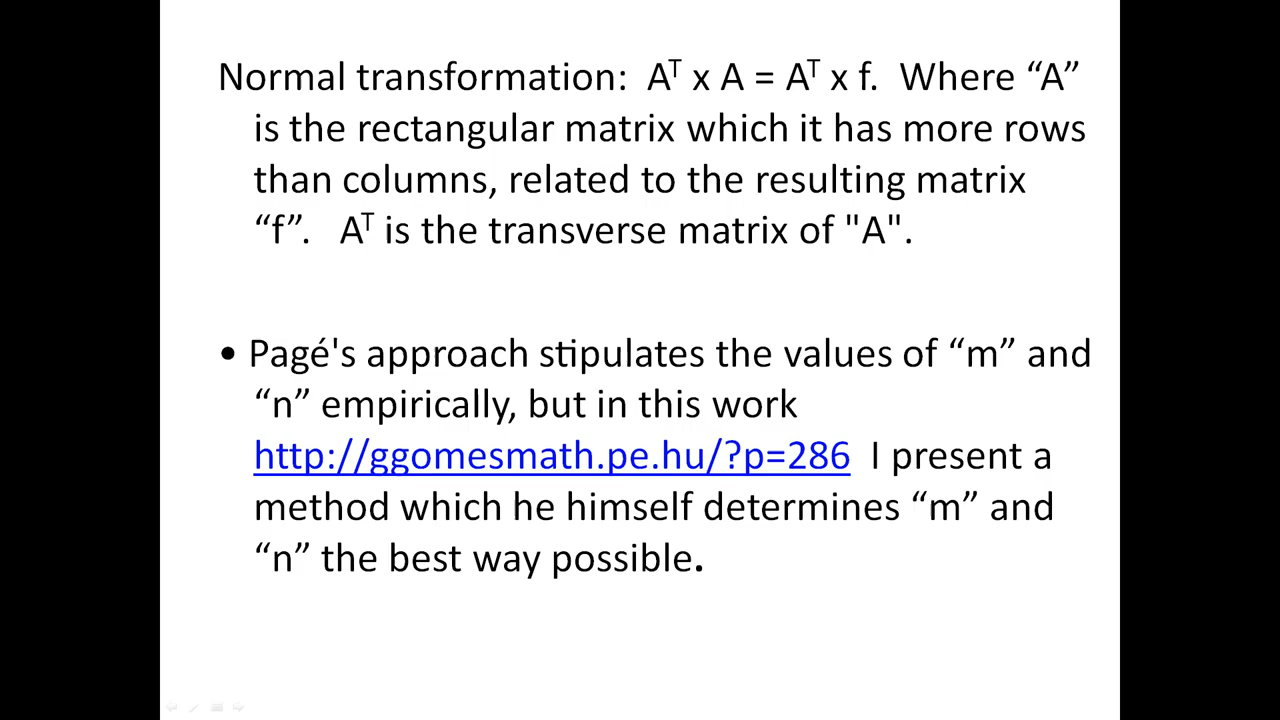 Normal transformation:  Aᵀ x A = Aᵀ x f.  Where “A”
is the rectangular matrix which it has more rows
than columns, related to the resulting matrix
“f”.   Aᵀ is the transverse matrix of "A".
• Pagé's approach stipulates the values of “m” and
“n” empirically, but in this work
http://ggomesmath.pe.hu/?p=286  I present a
method which he himself determines “m” and
“n” the best way possible.